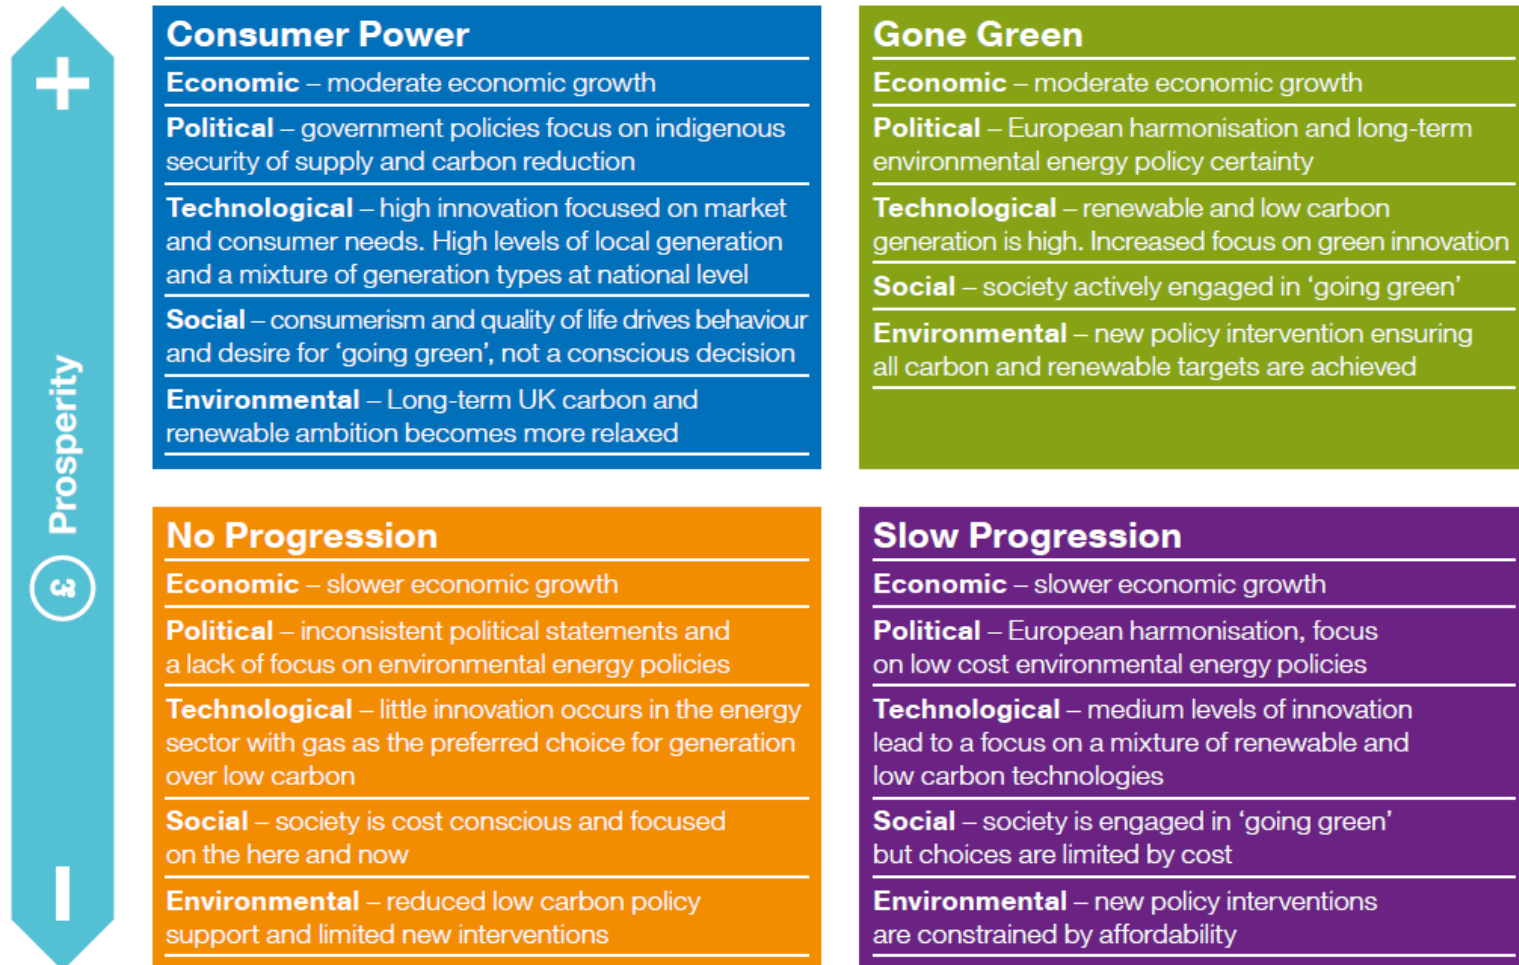 +
Prosperity
£
–
Consumer Power
Economic – moderate economic growth
Political – government policies focus on indigenous
security of supply and carbon reduction
Technological – high innovation focused on market
and consumer needs. High levels of local generation
and a mixture of generation types at national level
Social – consumerism and quality of life drives behaviour
and desire for ‘going green’, not a conscious decision
Environmental – Long-term UK carbon and
renewable ambition becomes more relaxed
Gone Green
Economic – moderate economic growth
Political – European harmonisation and long-term
environmental energy policy certainty
Technological – renewable and low carbon
generation is high. Increased focus on green innovation
Social – society actively engaged in ‘going green’
Environmental – new policy intervention ensuring
all carbon and renewable targets are achieved
No Progression
Economic – slower economic growth
Political – inconsistent political statements and
a lack of focus on environmental energy policies
Technological – little innovation occurs in the energy
sector with gas as the preferred choice for generation
over low carbon
Social – society is cost conscious and focused
on the here and now
Environmental – reduced low carbon policy
support and limited new interventions
Slow Progression
Economic – slower economic growth
Political – European harmonisation, focus
on low cost environmental energy policies
Technological – medium levels of innovation
lead to a focus on a mixture of renewable and
low carbon technologies
Social – society is engaged in ‘going green’
but choices are limited by cost
Environmental – new policy interventions
are constrained by affordability